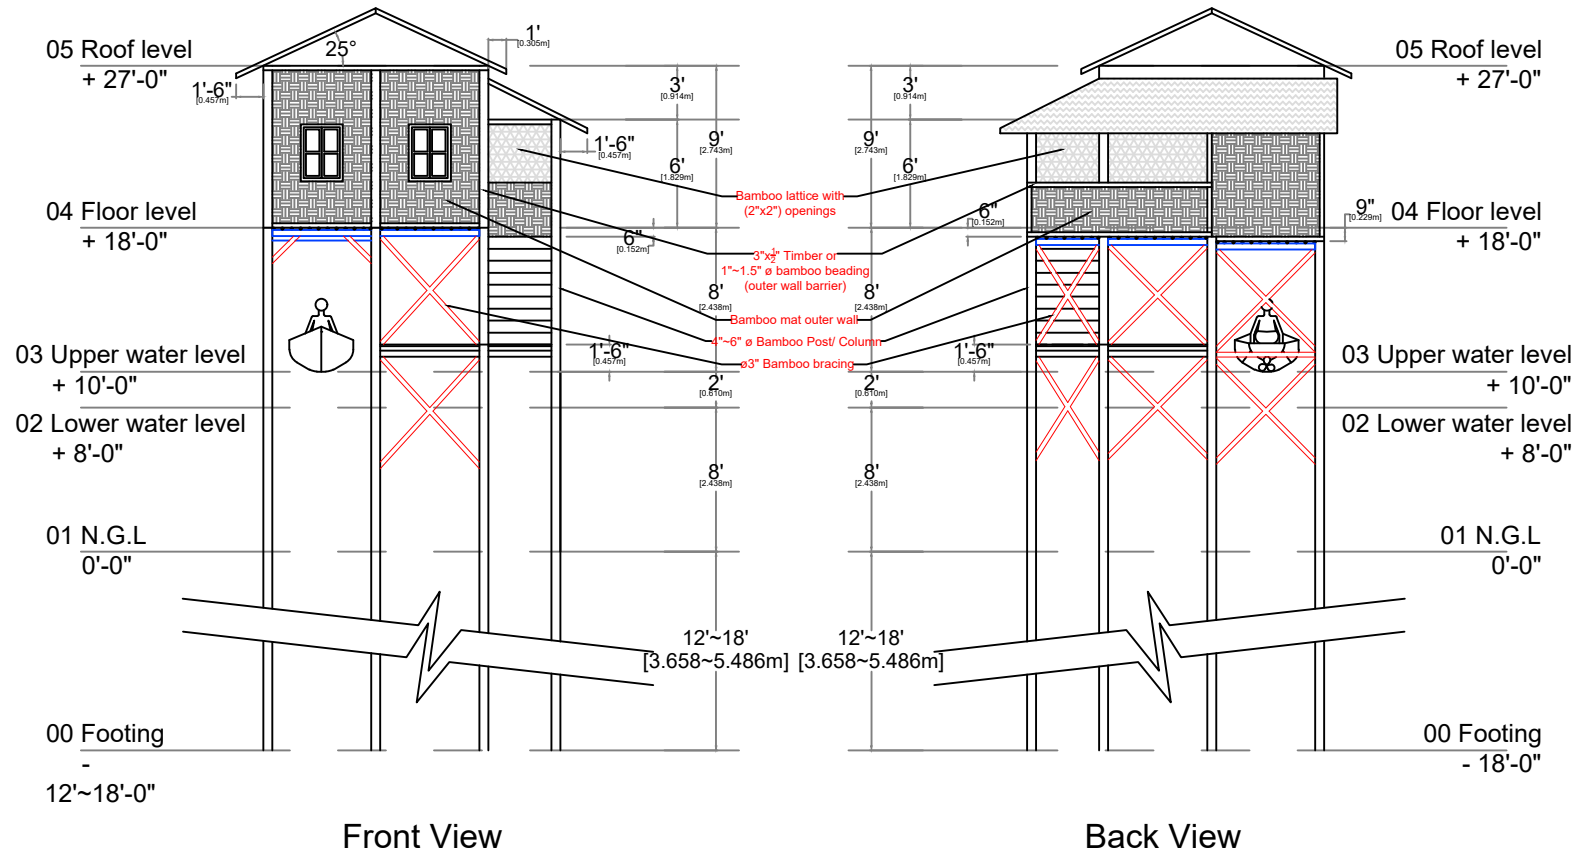 05 Roof level
+ 27'-0"
25°
1'
[0.305m]
1'-6"
[0.457m]
1'-6"
[0.457m]
3'
[0.914m]
9'
[2.743m]
6'
[1.829m]
04 Floor level
+ 18'-0"
6"
[0.152m]
8'
[2.438m]
1'-6"
[0.457m]
03 Upper water level
+ 10'-0"
2'
[0.610m]
02 Lower water level
+ 8'-0"
8'
[2.438m]
01 N.G.L
0'-0"
12'~18'
[3.658~5.486m]
00 Footing
-
12'~18'-0"
Front View
Bamboo lattice with
(2"x2") openings
3"x½" Timber or
1"~1.5" ø bamboo beading
(outer wall barrier)
Bamboo mat outer wall
4"~6" ø Bamboo Post/ Column
ø3" Bamboo bracing
05 Roof level
+ 27'-0"
3'
[0.914m]
9'
[2.743m]
6'
[1.829m]
6"
[0.152m]
9"
[0.229m]
04 Floor level
+ 18'-0"
8'
[2.438m]
1'-6"
[0.457m]
03 Upper water level
+ 10'-0"
2'
[0.610m]
02 Lower water level
+ 8'-0"
8'
[2.438m]
01 N.G.L
0'-0"
12'~18'
[3.658~5.486m]
00 Footing
- 18'-0"
Back View